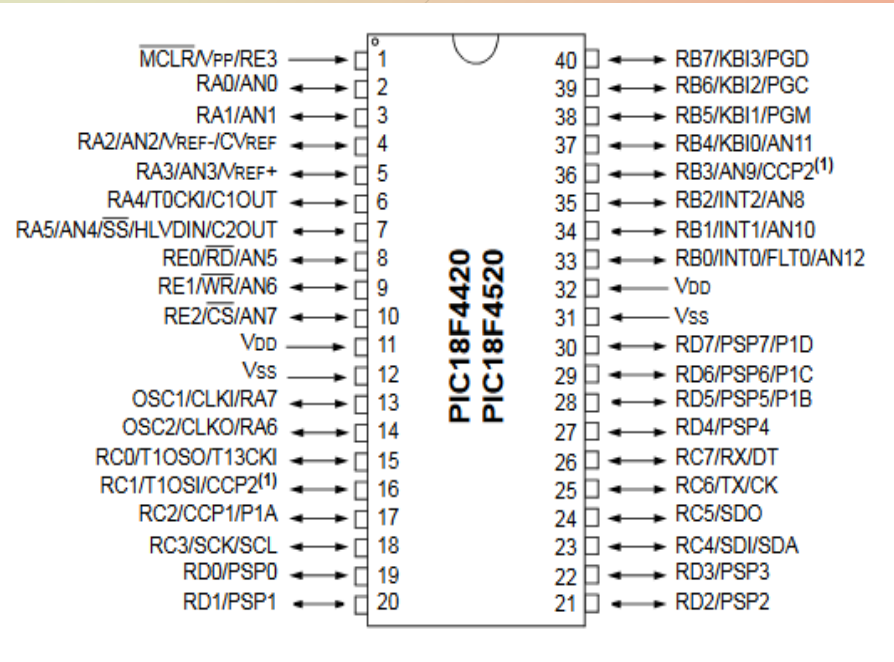 MCLR/VPP/RE3 1
RA0/AN0 2
RA1/AN1 3
RA2/AN2/VREF-/CVREF 4
RA3/AN3/VREF+ 5
RA4/T0CKI/C1OUT 6
RA5/AN4/SS/HLVDIN/C2OUT 7
RE0/RD/AN5 8
RE1/WR/AN6 9
RE2/CS/AN7 10
VDD 11
VSS 12
OSC1/CLKI/RA7 13
OSC2/CLKO/RA6 14
RC0/T1OSO/T13CKI 15
RC1/T1OSI/CCP2(1) 16
RC2/CCP1/P1A 17
RC3/SCK/SCL 18
RD0/PSP0 19
RD1/PSP1 20
PIC18F4420
PIC18F4520
40 RB7/KBI3/PGD
39 RB6/KBI2/PGC
38 RB5/KBI1/PGM
37 RB4/KBI0/AN11
36 RB3/AN9/CCP2(1)
35 RB2/INT2/AN8
34 RB1/INT1/AN10
33 RB0/INT0/FLT0/AN12
32 VDD
31 VSS
30 RD7/PSP7/P1D
29 RD6/PSP6/P1C
28 RD5/PSP5/P1B
27 RD4/PSP4
26 RC7/RX/DT
25 RC6/TX/CK
24 RC5/SDO
23 RC4/SDI/SDA
22 RD3/PSP3
21 RD2/PSP2